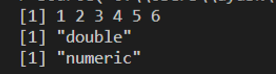 [1] 1 2 3 4 5 6
[1] "double"
[1] "numeric"